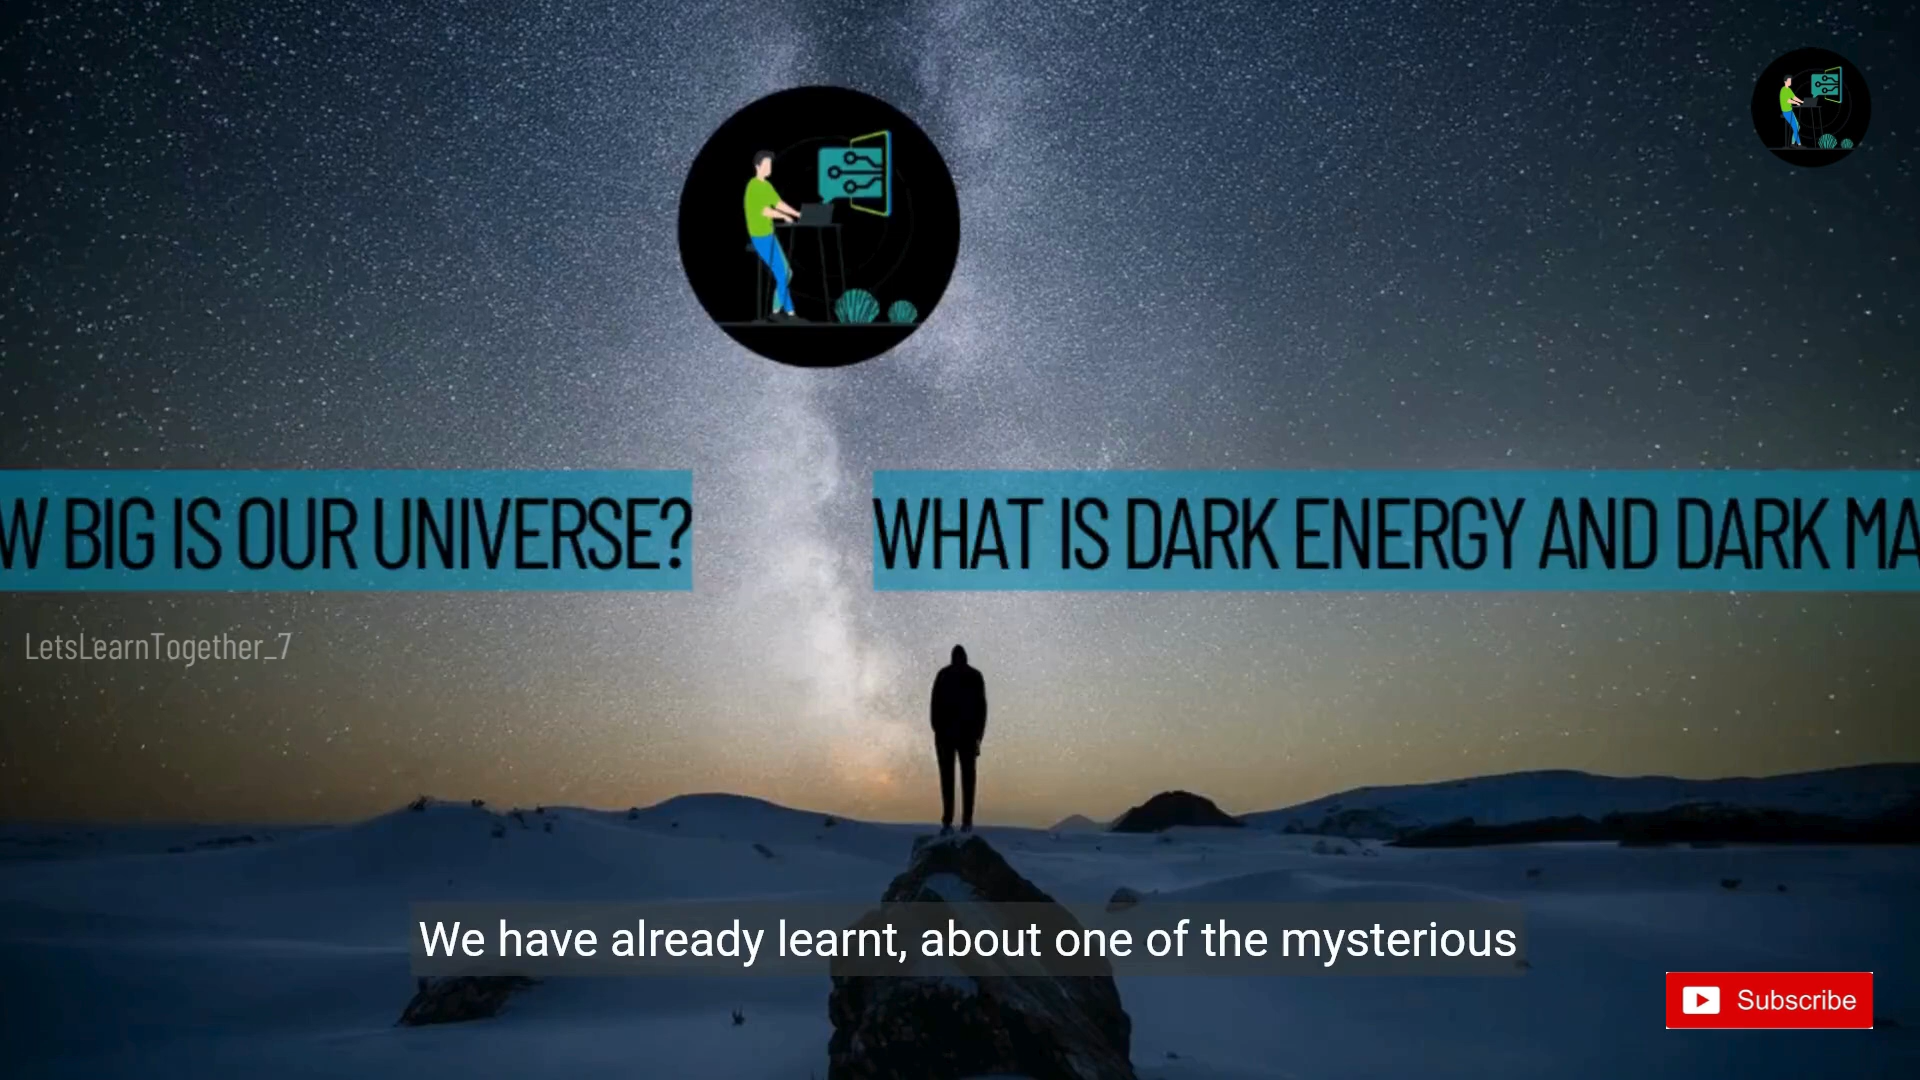 W BIG IS OUR UNIVERSE?
WHAT IS DARK ENERGY AND DARK MA
LetsLearnTogether_7
We have already learnt, about one of the mysterious
Subscribe